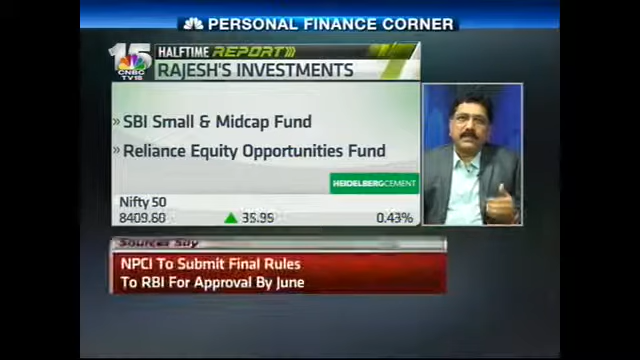 PERSONAL FINANCE CORNER
15
CNBC
TV18
HALFTIME REPORT
RAJESH'S INVESTMENTS
» SBI Small & Midcap Fund
» Reliance Equity Opportunities Fund
HEIDELBERGCEMENT
Nifty 50
8409.60 ▲ 35.95 0.43%
Sources Say
NPCI To Submit Final Rules
To RBI For Approval By June